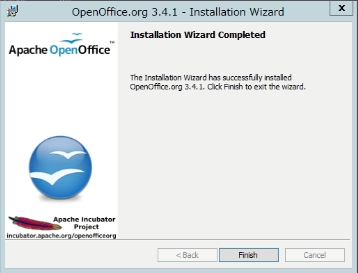 OpenOffice.org 3.4.1 - Installation Wizard
x
Apache OpenOffice™
Installation Wizard Completed
The Installation Wizard has successfully installed
OpenOffice.org 3.4.1. Click Finish to exit the wizard.
Apache Incubator
Project
incubator.apache.org/openofficeorg
< Back
Finish
Cancel